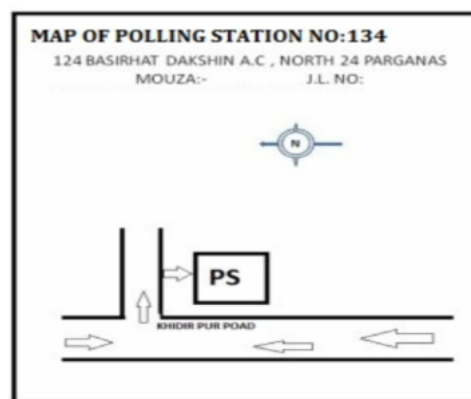 MAP OF POLLING STATION NO:134
124 BASIRHAT DAKSHIN A.C , NORTH 24 PARGANAS
MOUZA:- J.L. NO:
N
PS
KHIDIR PUR POAD